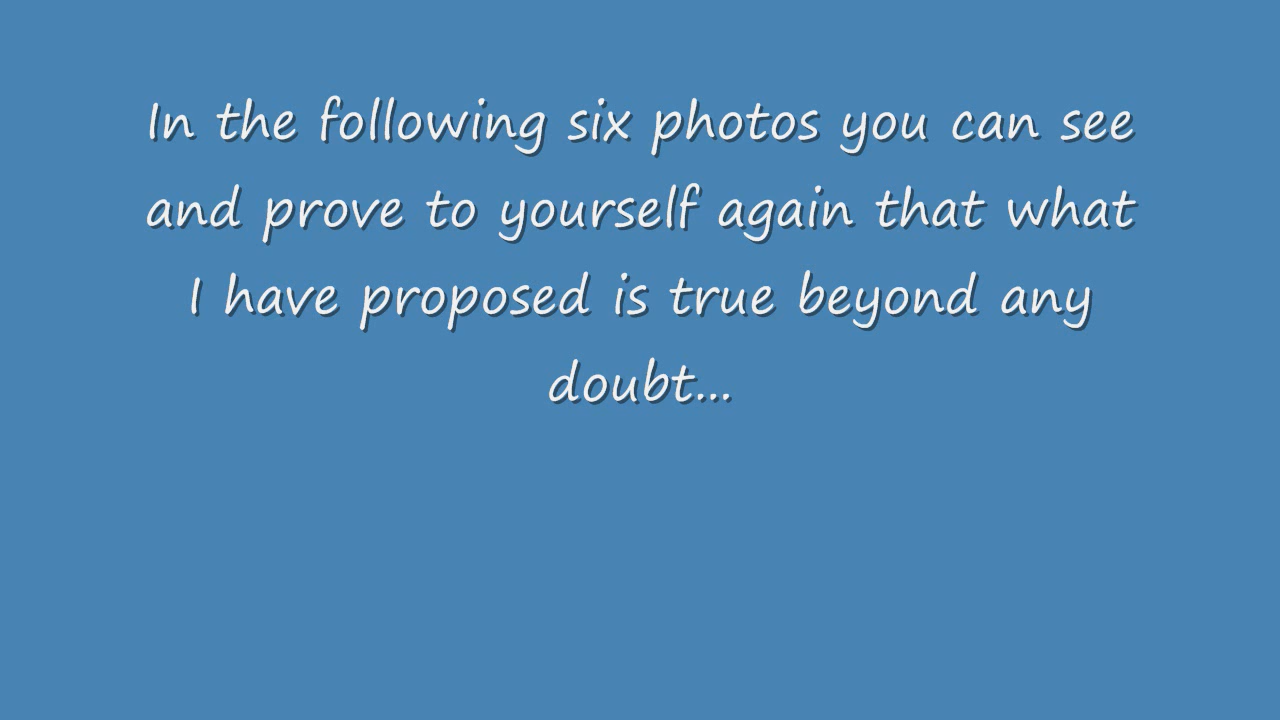 In the following six photos you can see
and prove to yourself again that what
I have proposed is true beyond any
doubt...